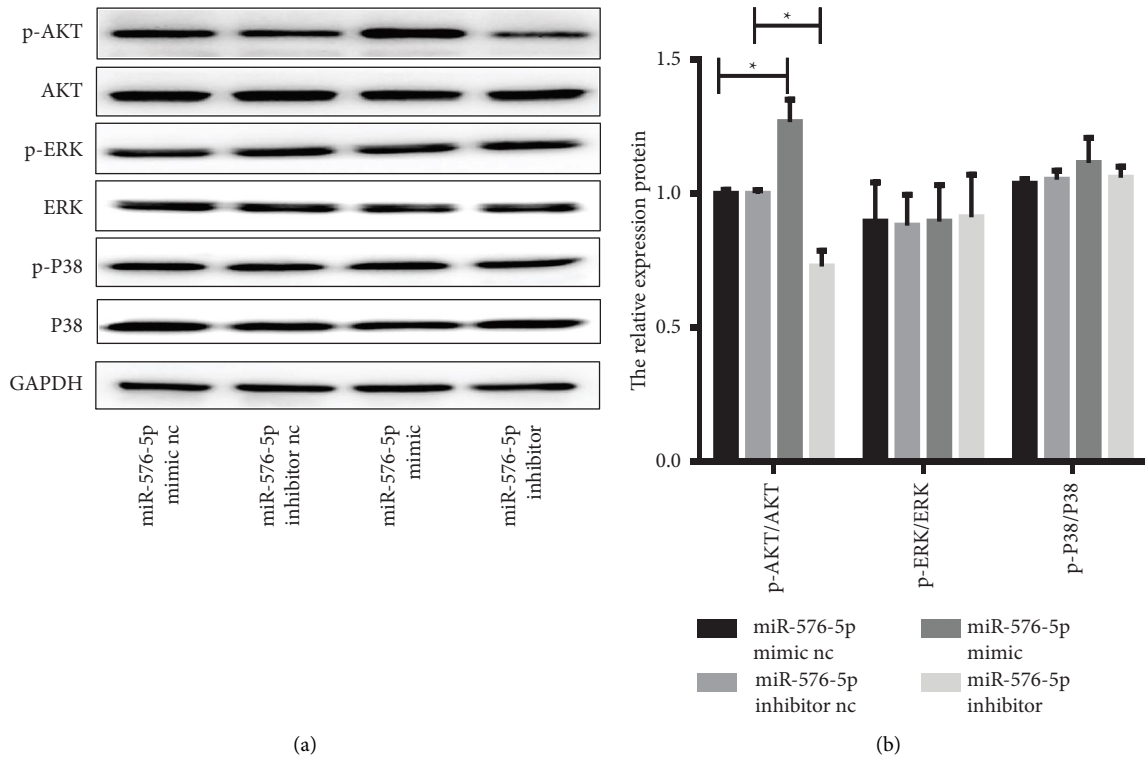 p-AKT
AKT
p-ERK
ERK
p-P38
P38
GAPDH
miR-576-5p
mimic nc
miR-576-5p
inhibitor nc
miR-576-5p
mimic
miR-576-5p
inhibitor
(a)
The relative expression protein
1.5
1.0
0.5
0.0
*
*
p-AKT/AKT
p-ERK/ERK
p-P38/P38
miR-576-5p
mimic nc
miR-576-5p
inhibitor nc
miR-576-5p
mimic
miR-576-5p
inhibitor
(b)